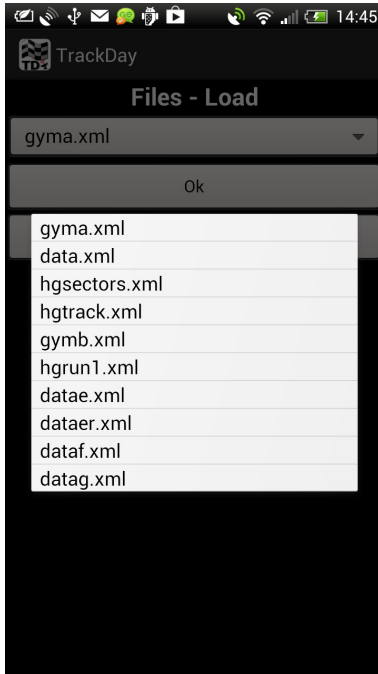 14:45
TD
TrackDay
Files - Load
gyma.xml
Ok
gyma.xml
data.xml
hgsectors.xml
hgtrack.xml
gymb.xml
hgrun1.xml
datae.xml
dataer.xml
dataf.xml
datag.xml